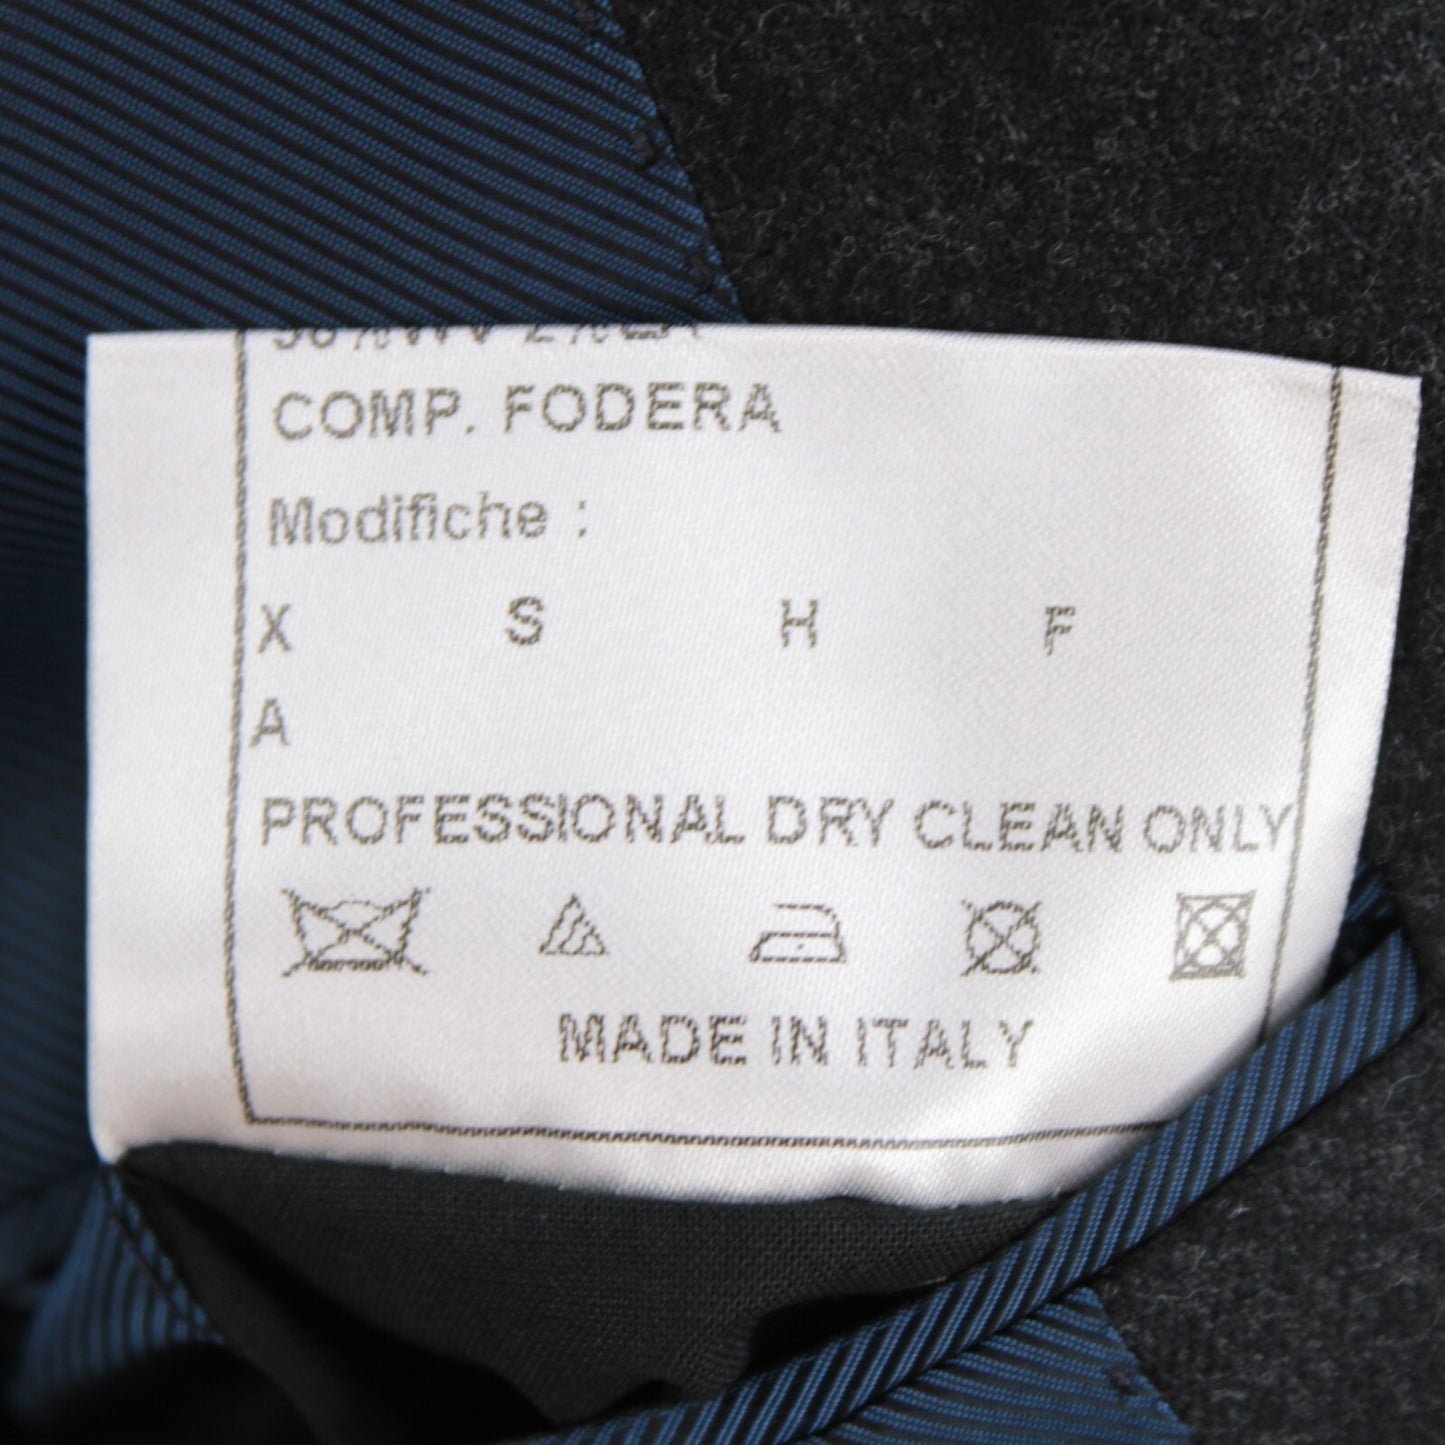 COMP. FODERA
Modifiche :
X S H F
A
PROFESSIONAL DRY CLEAN ONLY
MADE IN ITALY